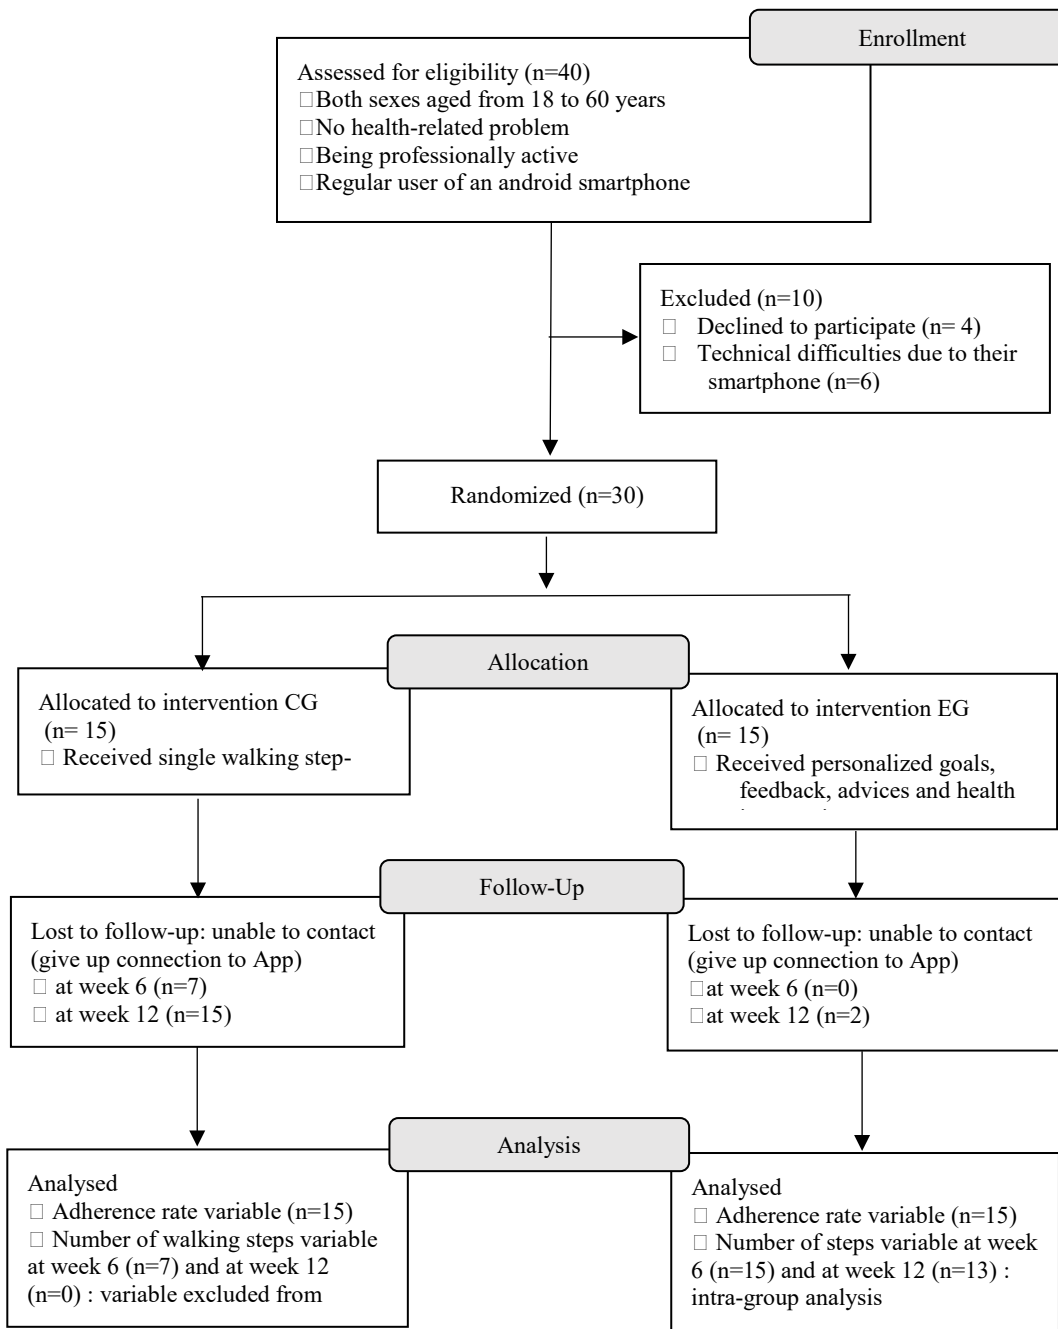 Enrollment
Assessed for eligibility (n=40)
□Both sexes aged from 18 to 60 years
□No health-related problem
□Being professionally active
□Regular user of an android smartphone
Excluded (n=10)
□ Declined to participate (n= 4)
□ Technical difficulties due to their
smartphone (n=6)
Randomized (n=30)
Allocation
Allocated to intervention CG
(n= 15)
□ Received single walking step-
Allocated to intervention EG
(n= 15)
□ Received personalized goals,
feedback, advices and health
Follow-Up
Lost to follow-up: unable to contact
(give up connection to App)
□ at week 6 (n=7)
□ at week 12 (n=15)
Lost to follow-up: unable to contact
(give up connection to App)
□at week 6 (n=0)
□at week 12 (n=2)
Analysis
Analysed
□ Adherence rate variable (n=15)
□ Number of walking steps variable
at week 6 (n=7) and at week 12
(n=0) : variable excluded from
Analysed
□ Adherence rate variable (n=15)
□ Number of steps variable at week
6 (n=15) and at week 12 (n=13) :
intra-group analysis